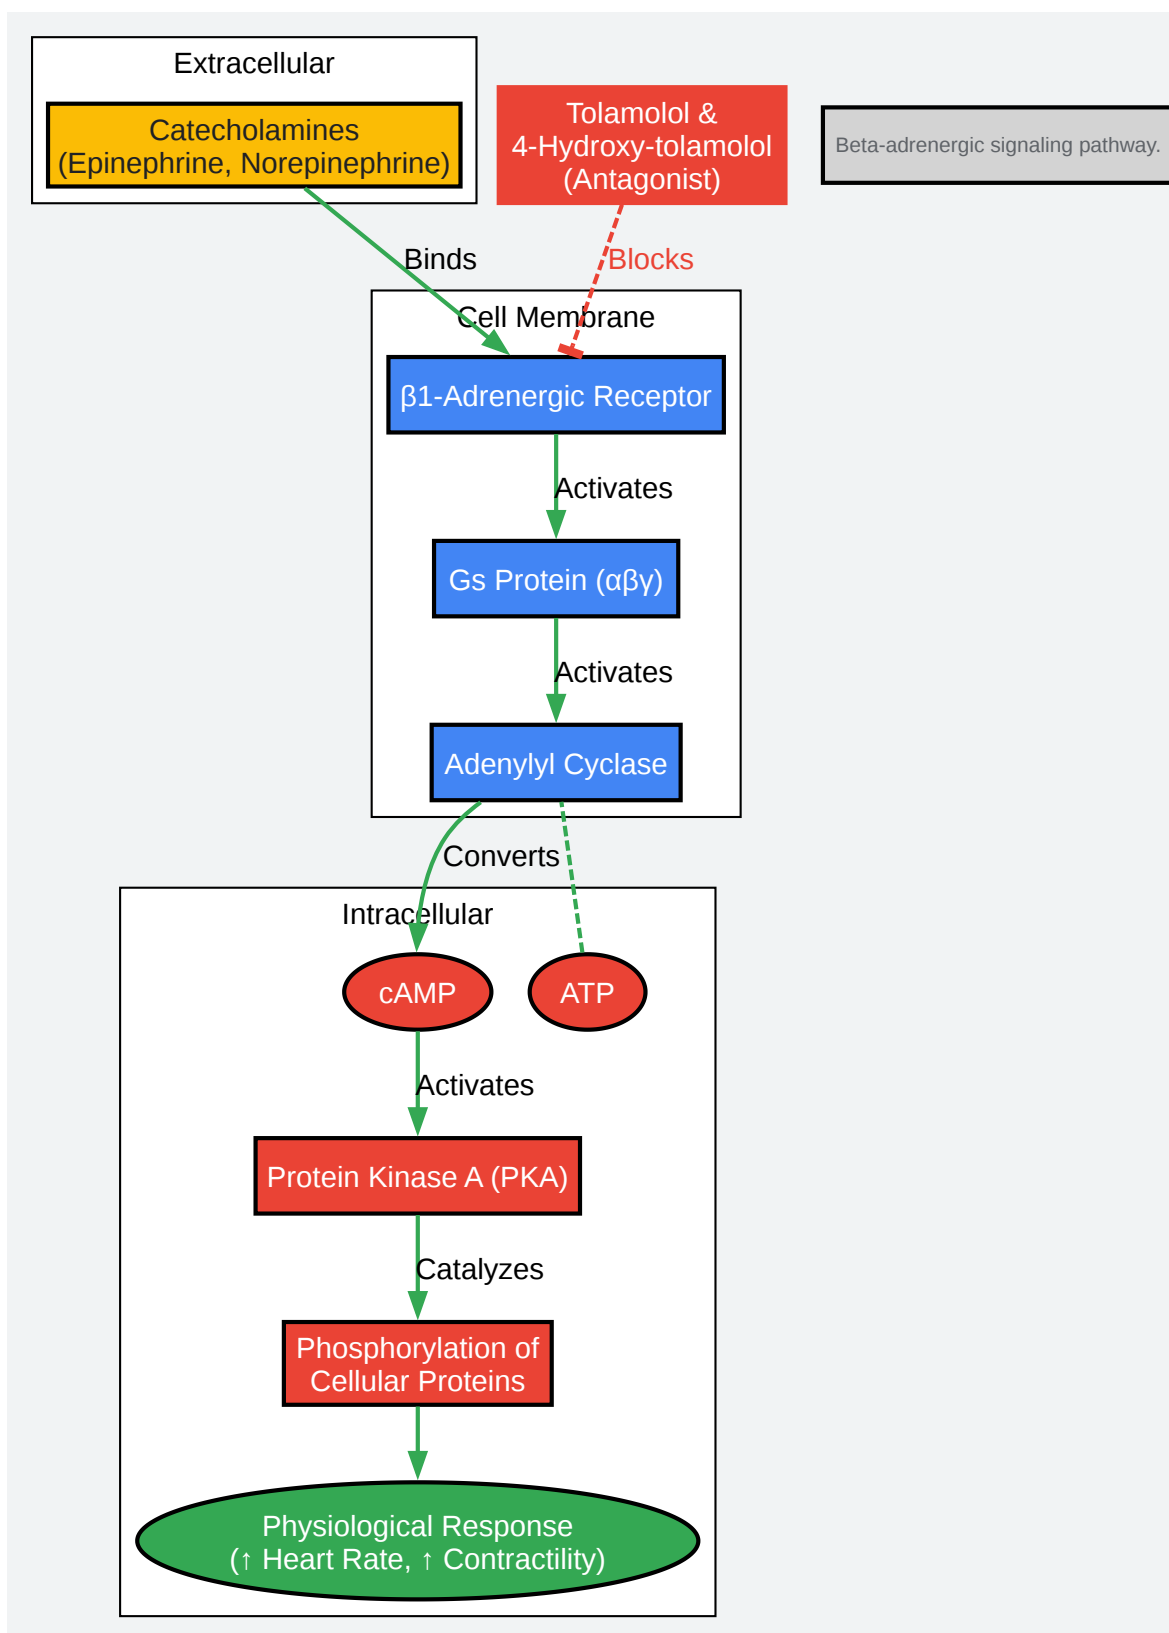 Extracellular
Catecholamines
(Epinephrine, Norepinephrine)
Tolamolol &
4-Hydroxy-tolamolol
(Antagonist)
Beta-adrenergic signaling pathway.
Binds
Blocks
Cell Membrane
β1-Adrenergic Receptor
Activates
Gs Protein (αβγ)
Activates
Adenylyl Cyclase
Converts
Intracellular
cAMP
ATP
Activates
Protein Kinase A (PKA)
Catalyzes
Phosphorylation of
Cellular Proteins
Physiological Response
(↑ Heart Rate, ↑ Contractility)